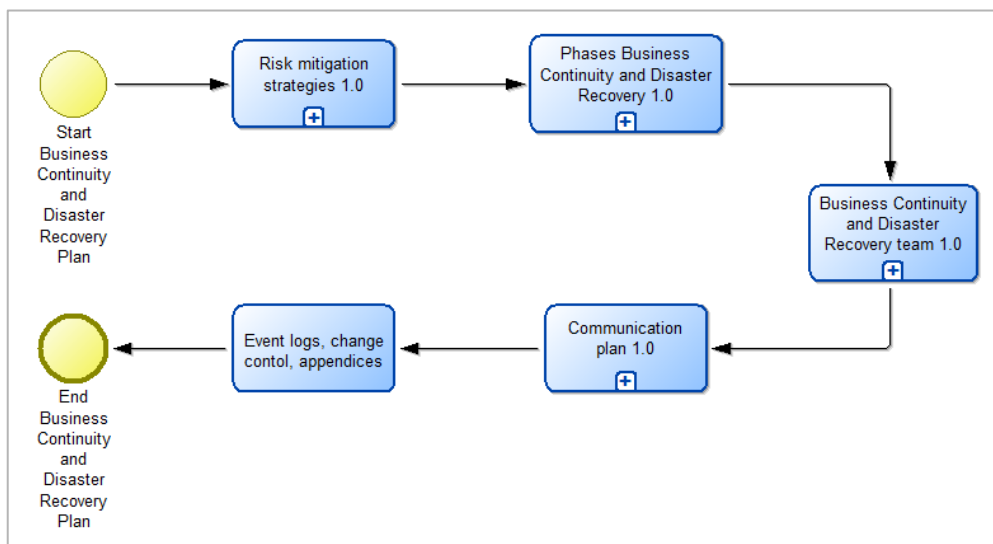 Start
Business
Continuity
and
Disaster
Recovery
Plan
Risk mitigation
strategies 1.0
Phases Business
Continuity and Disaster
Recovery 1.0
Business Continuity
and Disaster
Recovery team 1.0
Communication
plan 1.0
Event logs, change
contol, appendices
End
Business
Continuity
and
Disaster
Recovery
Plan